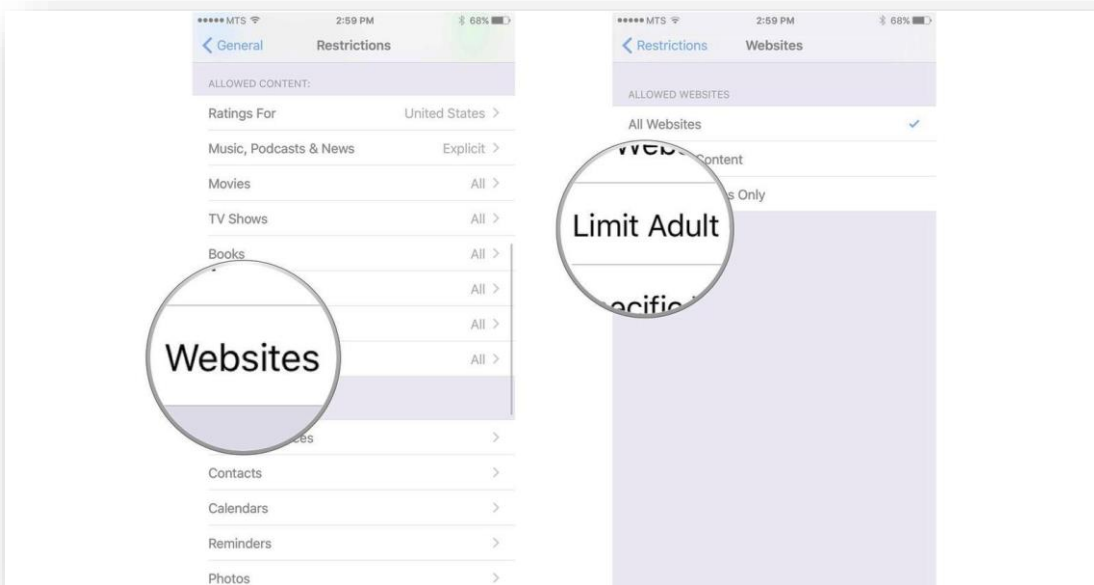 MTS 2:59 PM 68%
General Restrictions
ALLOWED CONTENT:
Ratings For United States
Music, Podcasts & News Explicit
Movies All
TV Shows All
Books All
All
All
Websites All
Contacts
Calendars
Reminders
Photos
MTS 2:59 PM 68%
Restrictions Websites
ALLOWED WEBSITES
All Websites
Content
Limit Adult
s Only
ecific